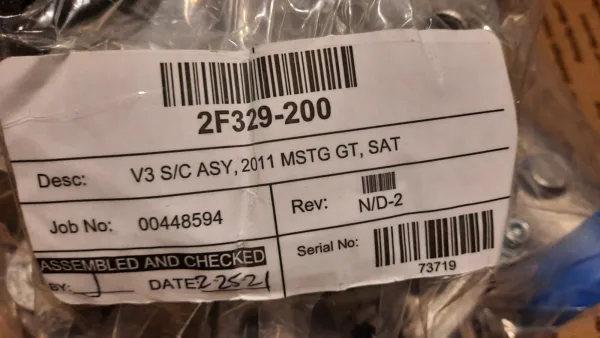 2F329-200
Desc: V3 S/C ASY, 2011 MSTG GT, SAT
Job No: 00448594
Rev: N/D-2
ASSEMBLED AND CHECKED
BY: DATE 2-25-21
Serial No: 73719